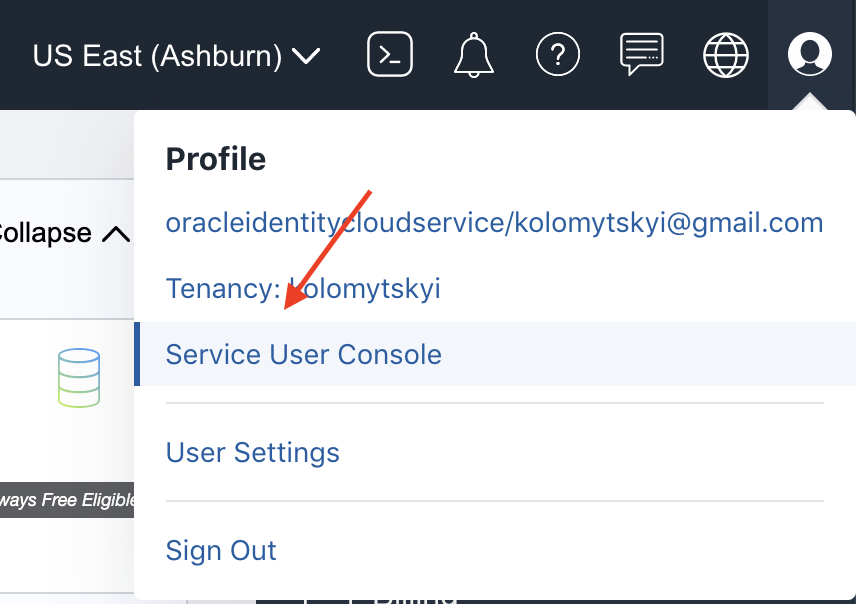 US East (Ashburn)
Profile
oracleidentitycloudservice/kolomytskyi@gmail.com
Collapse
Tenancy: kolomytskyi
Service User Console
User Settings
ways Free Eligible
Sign Out
Billing